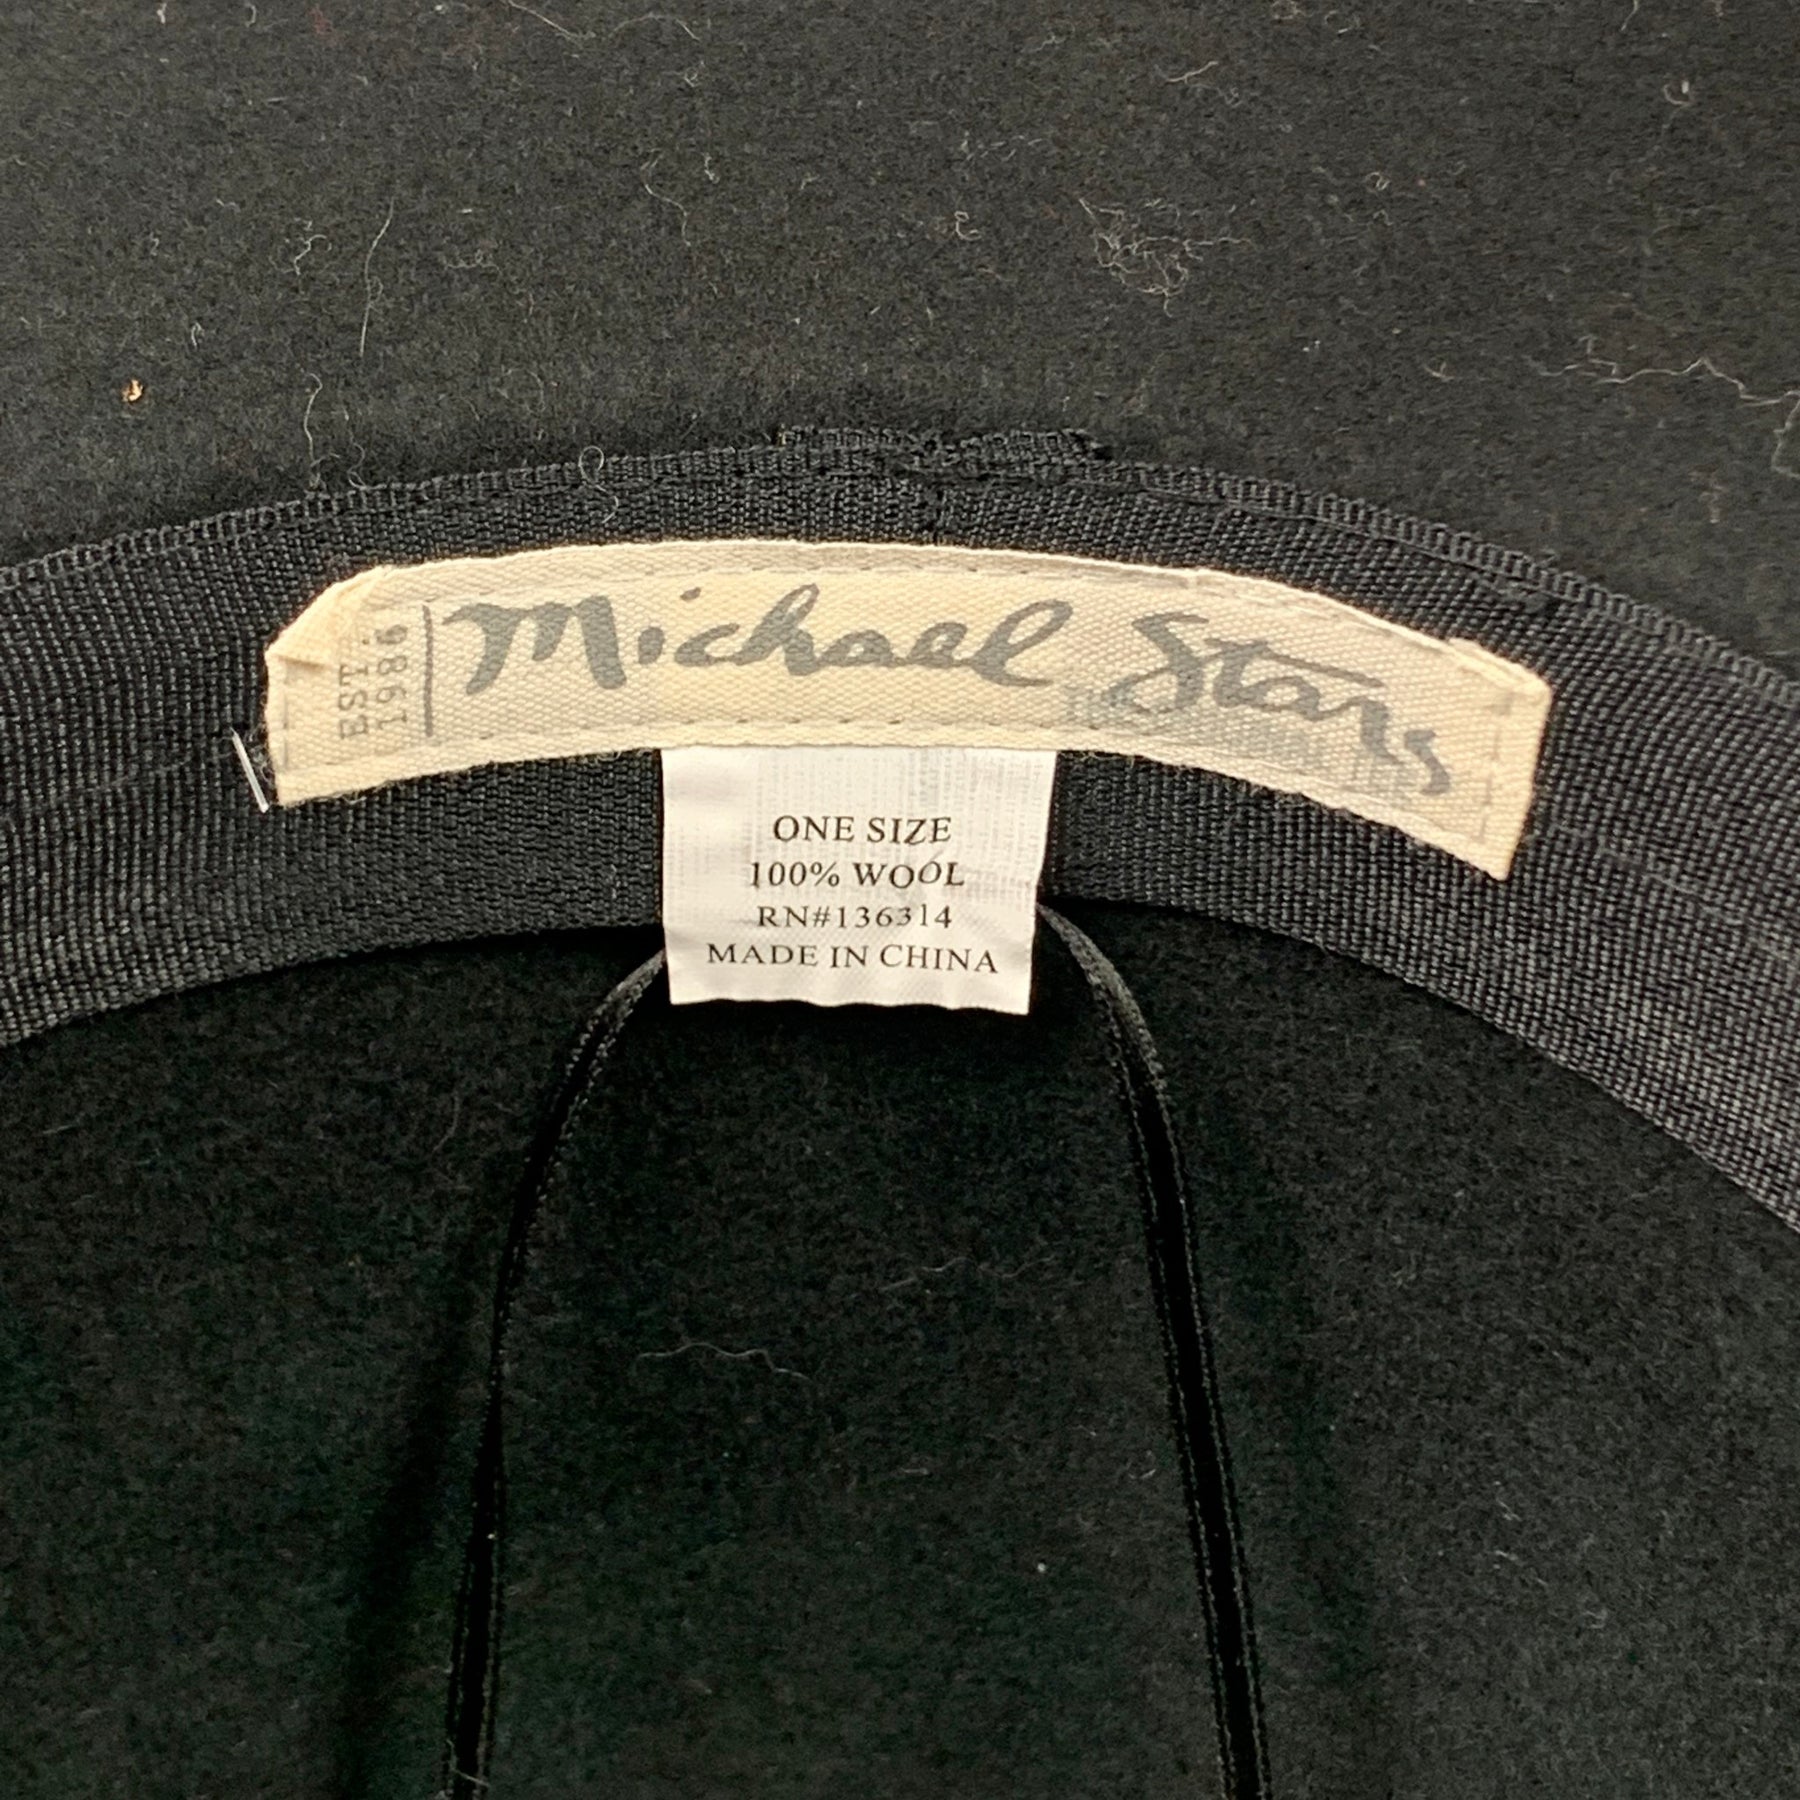 EST.
1986
Michael Stars
ONE SIZE
100% WOOL
RN#136314
MADE IN CHINA